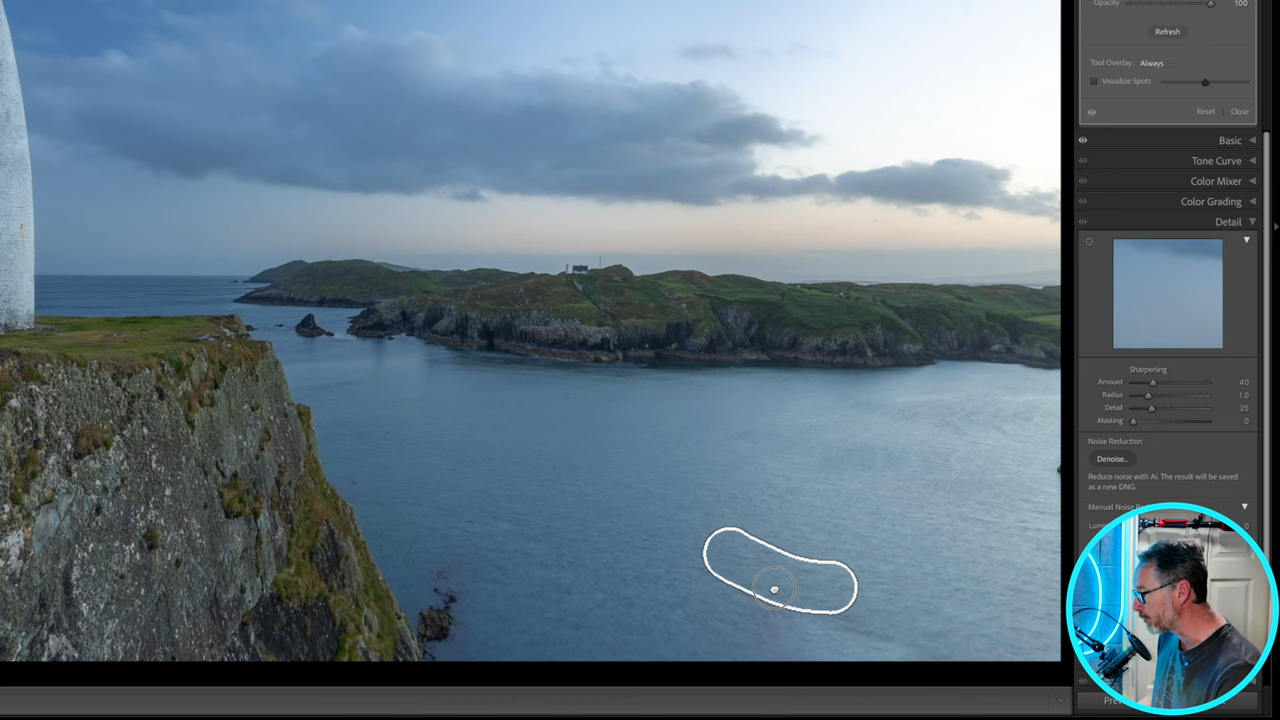 Opacity 100
Refresh
Tool Overlay: Always
Visualize Spots
Reset Close
Basic
Tone Curve
Color Mixer
Color Grading
Detail
Sharpening
Amount 40
Radius 1.0
Detail 25
Masking 0
Noise Reduction
Denoise...
Reduce noise with AI. The result will be saved
as a new DNG.
Manual Noise
0